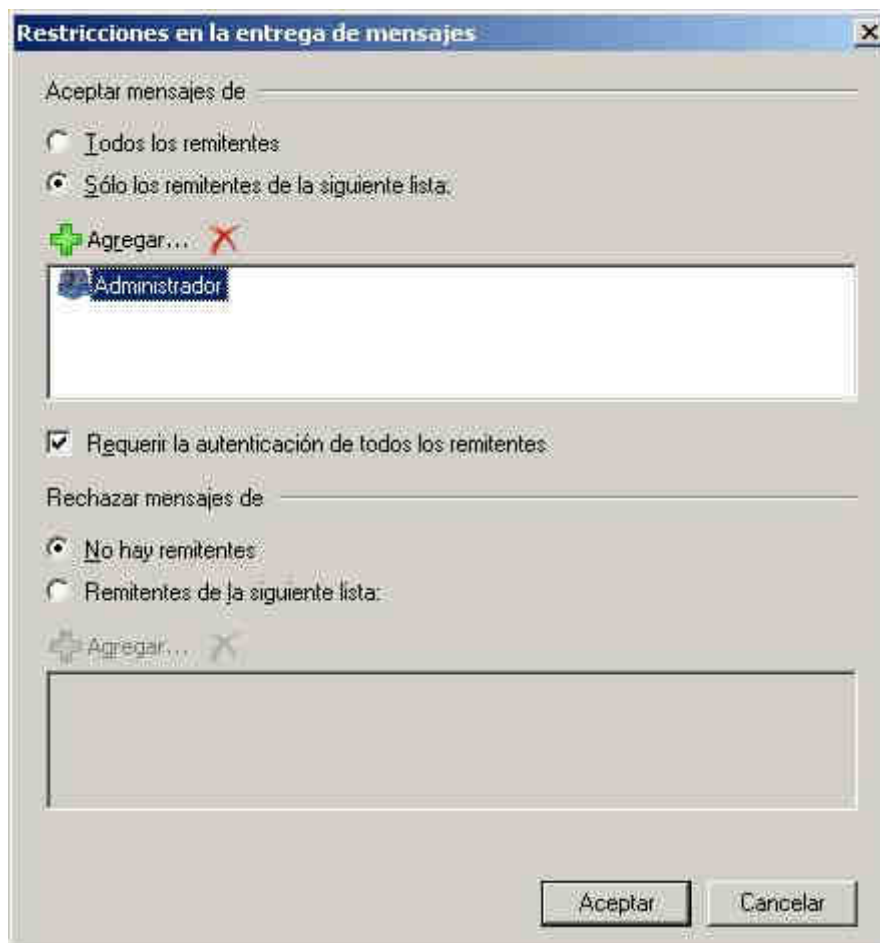 Restricciones en la entrega de mensajes
Aceptar mensajes de
Todos los remitentes
Sólo los remitentes de la siguiente lista:
Agregar...
Administrador
Requerir la autenticación de todos los remitentes
Rechazar mensajes de
No hay remitentes
Remitentes de la siguiente lista:
Agregar...
Aceptar Cancelar